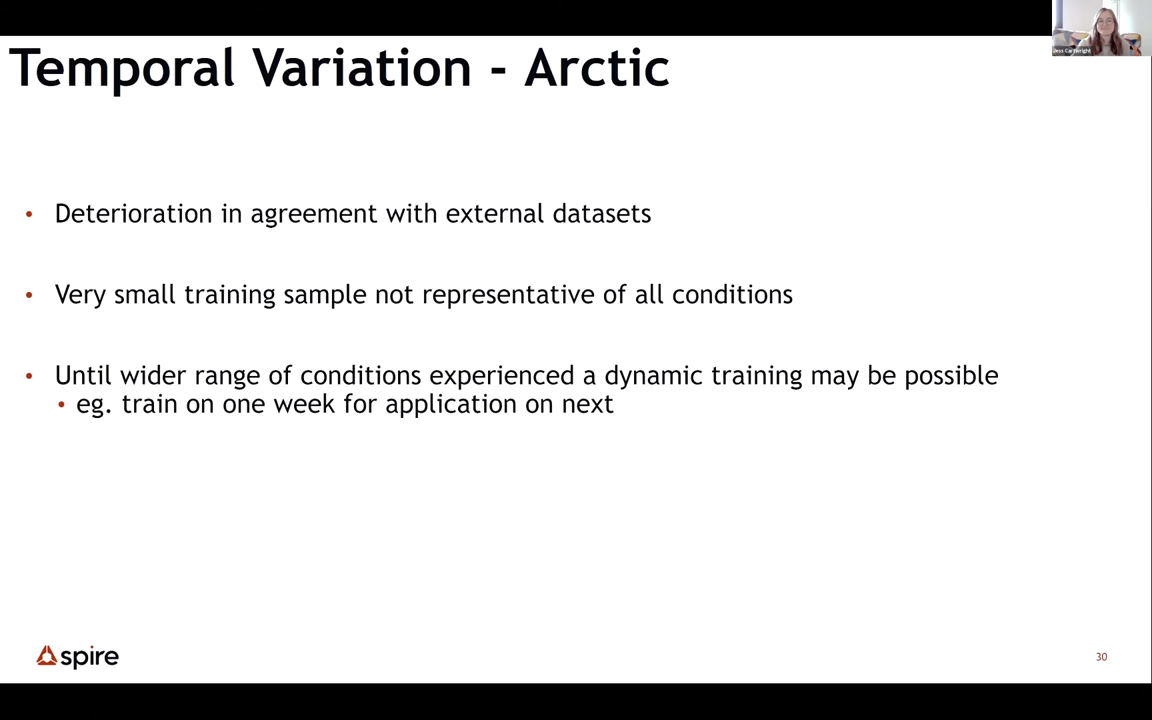 Jess Cartwright
Temporal Variation - Arctic
• Deterioration in agreement with external datasets
• Very small training sample not representative of all conditions
• Until wider range of conditions experienced a dynamic training may be possible
• eg. train on one week for application on next
spire
30